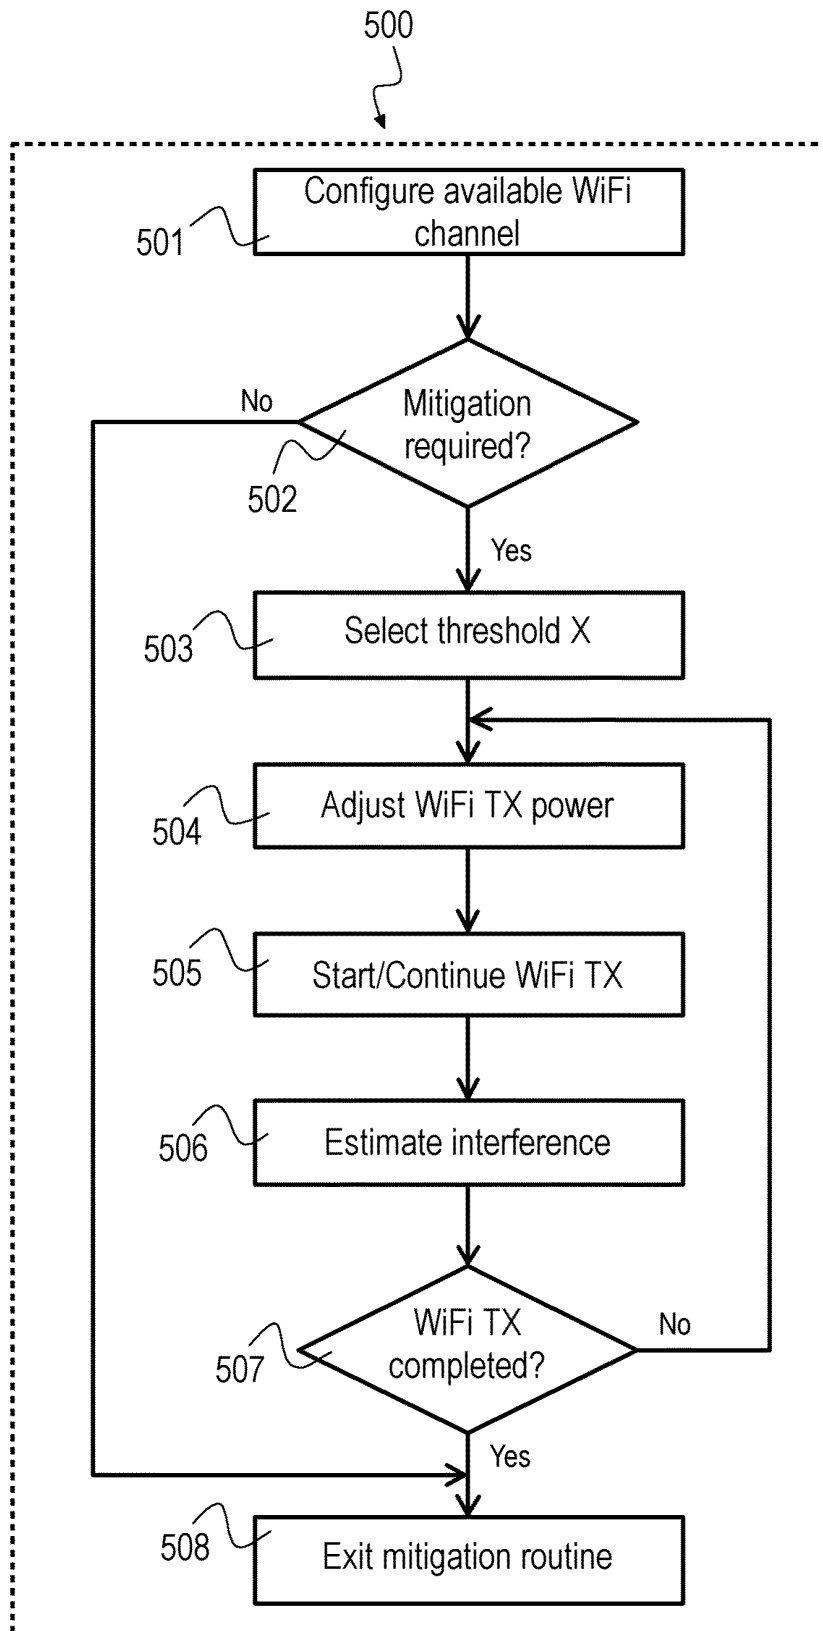 500
Configure available WiFi
channel
501
No
Mitigation
required?
502
Yes
Select threshold X
503
Adjust WiFi TX power
504
Start/Continue WiFi TX
505
Estimate interference
506
WiFi TX
completed?
No
507
Yes
Exit mitigation routine
508